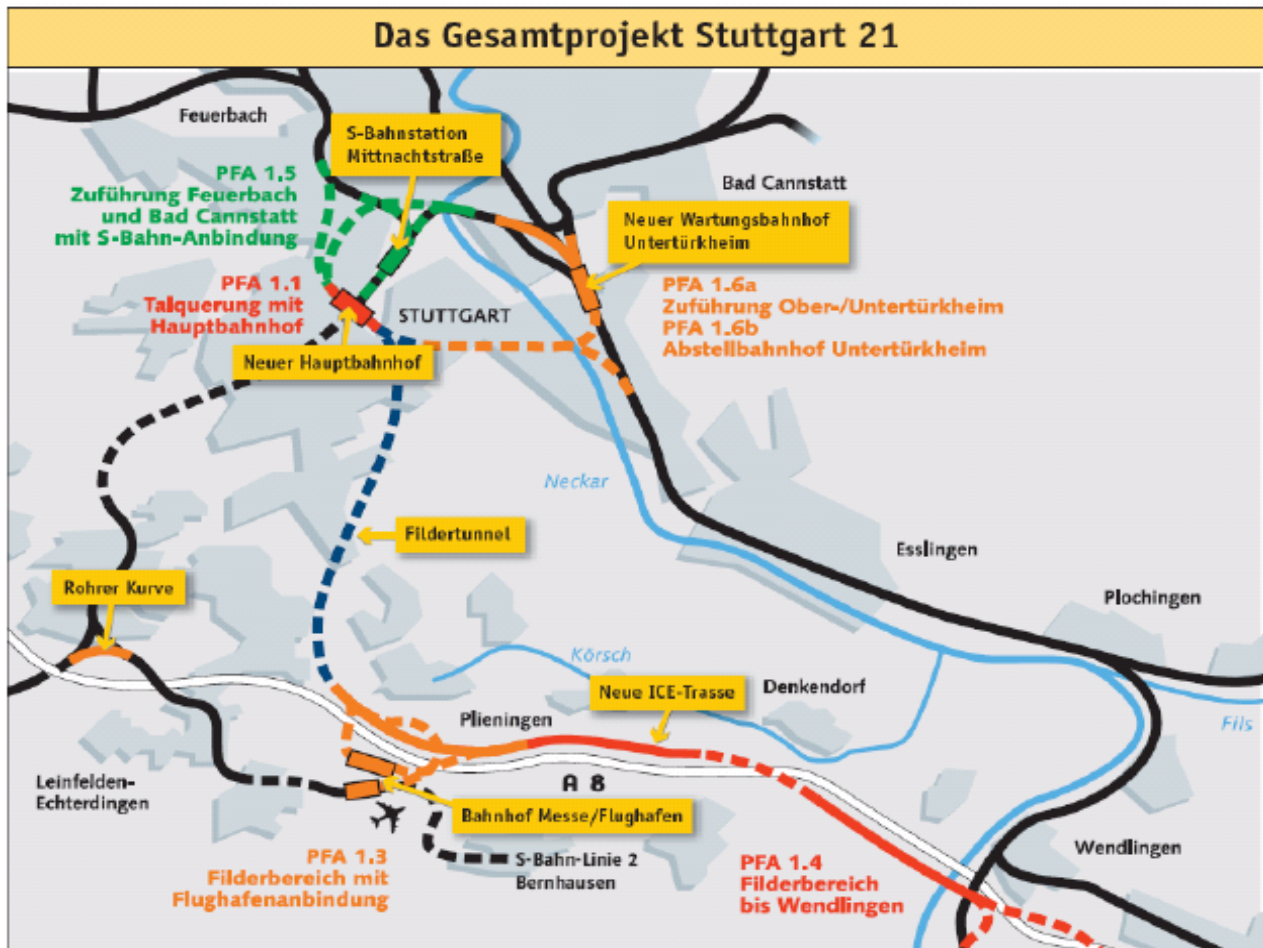 Das Gesamtprojekt Stuttgart 21
Feuerbach
S-Bahnstation
Mittnachtstraße
PFA 1.5
Zuführung Feuerbach
und Bad Cannstatt
mit S-Bahn-Anbindung
Bad Cannstatt
Neuer Wartungsbahnhof
Untertürkheim
PFA 1.1
Talquerung mit
Hauptbahnhof
STUTTGART
PFA 1.6a
Zuführung Ober-/Untertürkheim
PFA 1.6b
Abstellbahnhof Untertürkheim
Neuer Hauptbahnhof
Neckar
Fildertunnel
Esslingen
Rohrer Kurve
Plochingen
Körsch
Neue ICE-Trasse
Denkendorf
Plieningen
Fils
Leinfelden-
Echterdingen
A 8
Bahnhof Messe/Flughafen
PFA 1.3
Filderbereich mit
Flughafenanbindung
S-Bahn-Linie 2
Bernhausen
PFA 1.4
Filderbereich
bis Wendlingen
Wendlingen